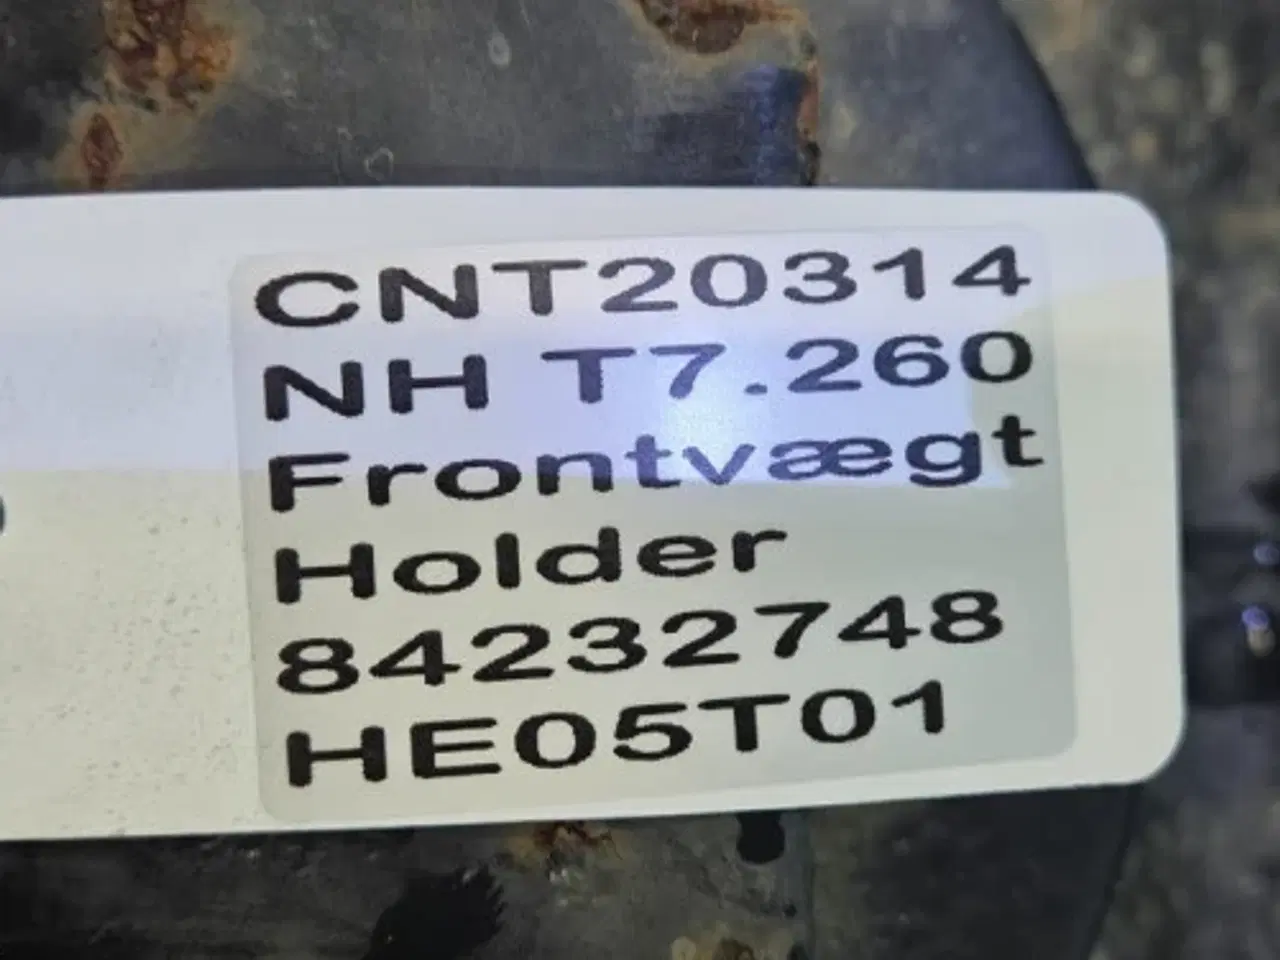 CNT20314
NH T7.260
Frontvægt
Holder
84232748
HE05T01